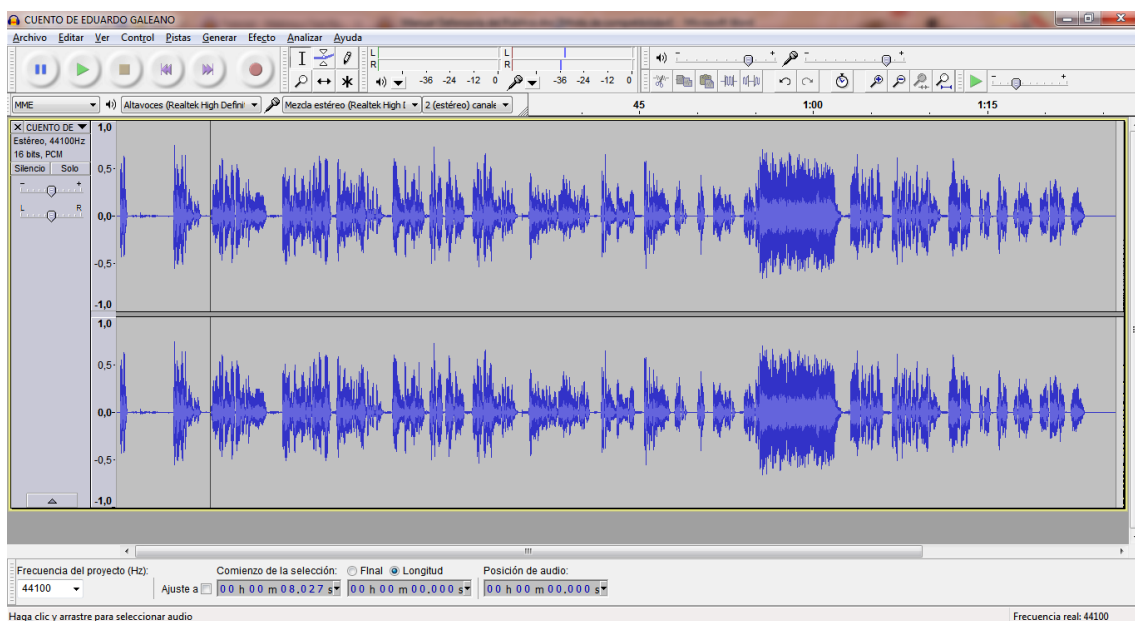 CUENTO DE EDUARDO GALEANO
Archivo Editar Ver Control Pistas Generar Efecto Analizar Ayuda
L
R
-36 -24 -12 0
L
R
-36 -24 -12 0
MME Altavoces (Realtek High Defini Mezcla estéreo (Realtek High [ 2 (estéreo) canale
45 1:00 1:15
X CUENTO DE
Estéreo, 44100Hz
16 bits, PCM
Silencio Solo
- +
L R
1,0
0,5
0,0
-0,5
-1,0
1,0
0,5
0,0
-0,5
-1,0
Frecuencia del proyecto (Hz): Comienzo de la selección: FInal Longitud Posición de audio:
44100 Ajuste a 00 h 00 m 08,027 s 00 h 00 m 00,000 s 00 h 00 m 00,000 s
Haga clic y arrastre para seleccionar audio Frecuencia real: 44100